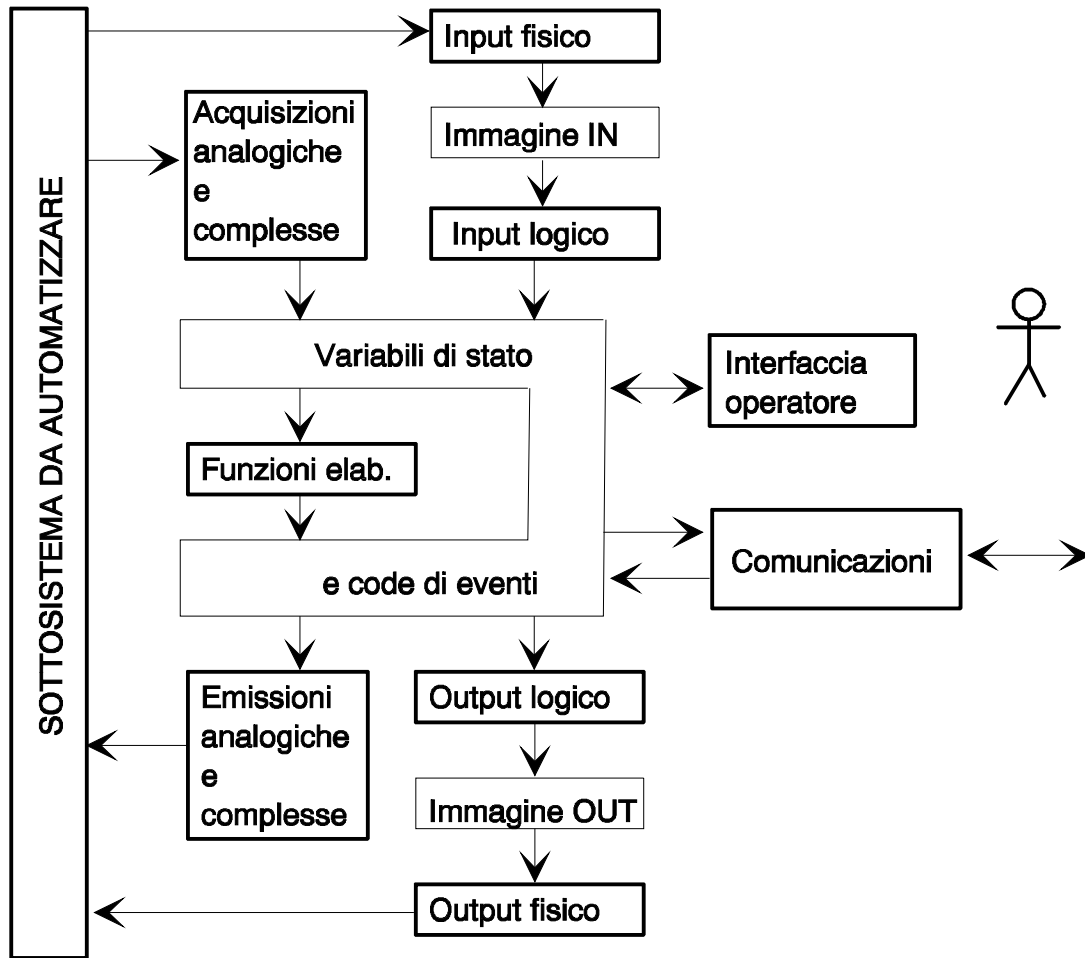 SOTTOSISTEMA DA AUTOMATIZZARE
Input fisico
Acquisizioni
analogiche
e
complesse
Immagine IN
Input logico
Variabili di stato
Interfaccia
operatore
Funzioni elab.
e code di eventi
Comunicazioni
Emissioni
analogiche
e
complesse
Output logico
Immagine OUT
Output fisico